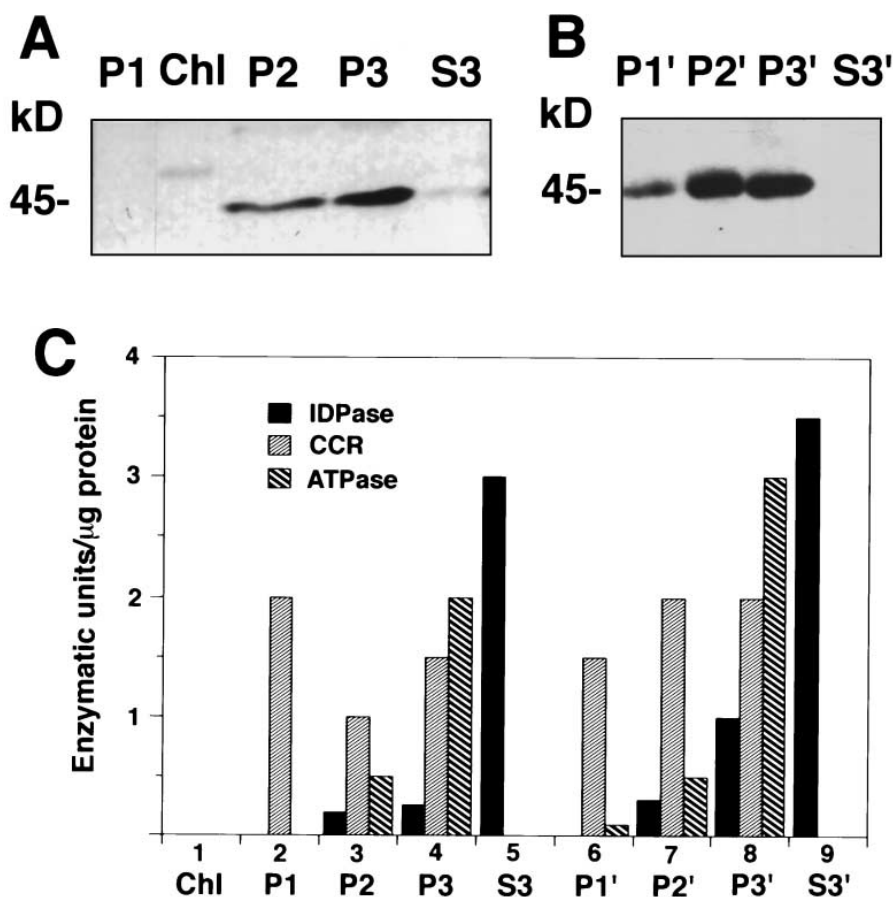 A
P1 Chl P2 P3 S3
kD
45-
B
P1' P2' P3' S3'
kD
45-
C
Enzymatic units/μg protein
4
3
2
1
IDPase
CCR
ATPase
1 2 3 4 5 6 7 8 9
Chl P1 P2 P3 S3 P1' P2' P3' S3'